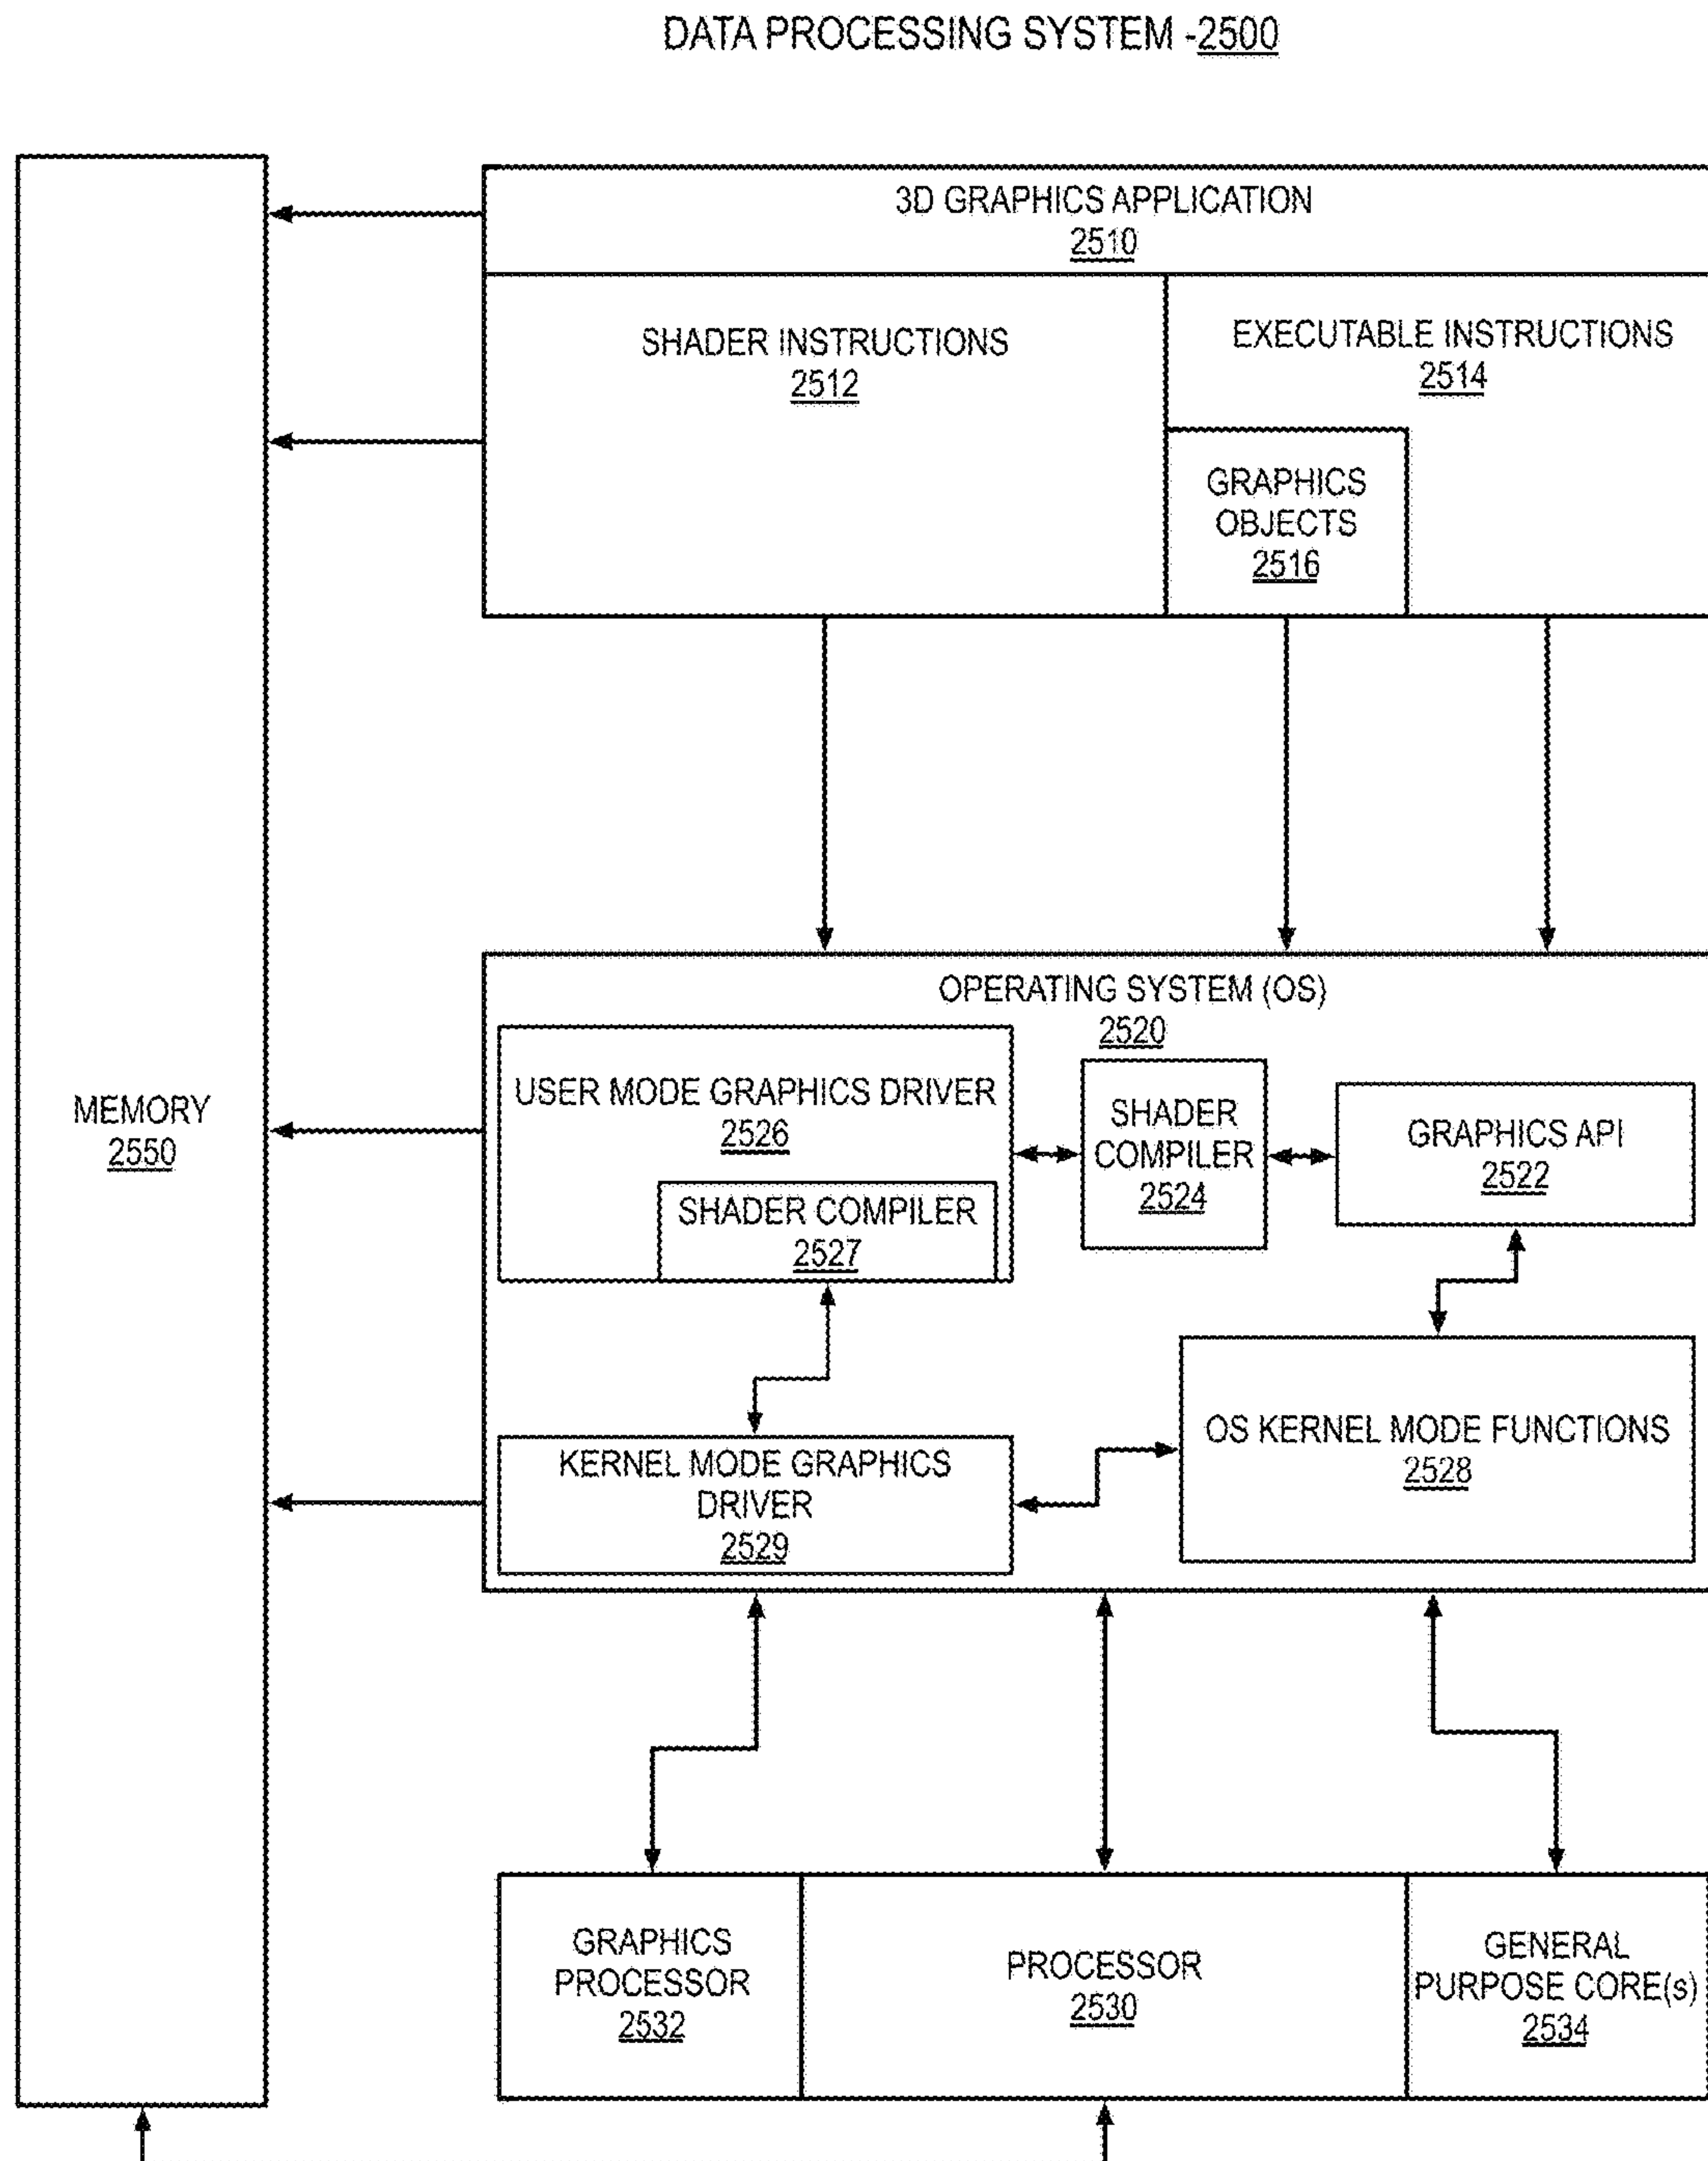 DATA PROCESSING SYSTEM -2500
3D GRAPHICS APPLICATION
2510
SHADER INSTRUCTIONS
2512
EXECUTABLE INSTRUCTIONS
2514
GRAPHICS
OBJECTS
2516
MEMORY
2550
OPERATING SYSTEM (OS)
2520
USER MODE GRAPHICS DRIVER
2526
SHADER COMPILER
2527
SHADER
COMPILER
2524
GRAPHICS API
2522
KERNEL MODE GRAPHICS
DRIVER
2529
OS KERNEL MODE FUNCTIONS
2528
GRAPHICS
PROCESSOR
2532
PROCESSOR
2530
GENERAL
PURPOSE CORE(s)
2534